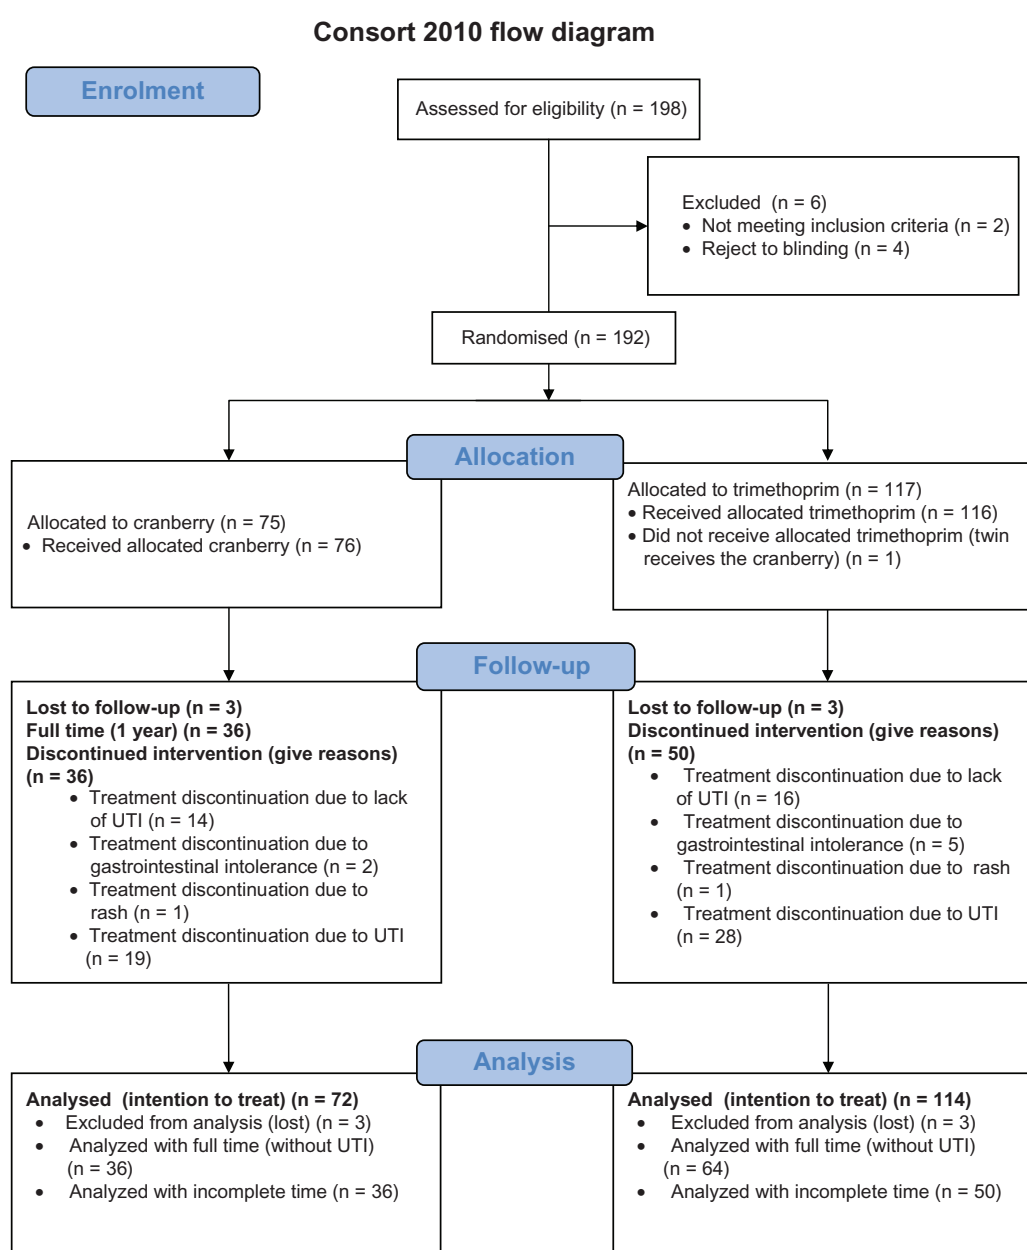 Consort 2010 flow diagram
Enrolment
Assessed for eligibility (n = 198)
Excluded (n = 6)
• Not meeting inclusion criteria (n = 2)
• Reject to blinding (n = 4)
Randomised (n = 192)
Allocation
Allocated to cranberry (n = 75)
• Received allocated cranberry (n = 76)
Allocated to trimethoprim (n = 117)
• Received allocated trimethoprim (n = 116)
• Did not receive allocated trimethoprim (twin
receives the cranberry) (n = 1)
Follow-up
Lost to follow-up (n = 3)
Full time (1 year) (n = 36)
Discontinued intervention (give reasons)
(n = 36)
• Treatment discontinuation due to lack
of UTI (n = 14)
• Treatment discontinuation due to
gastrointestinal intolerance (n = 2)
• Treatment discontinuation due to
rash (n = 1)
• Treatment discontinuation due to UTI
(n = 19)
Lost to follow-up (n = 3)
Discontinued intervention (give reasons)
(n = 50)
• Treatment discontinuation due to lack
of UTI (n = 16)
• Treatment discontinuation due to
gastrointestinal intolerance (n = 5)
• Treatment discontinuation due to rash
(n = 1)
• Treatment discontinuation due to UTI
(n = 28)
Analysis
Analysed (intention to treat) (n = 72)
• Excluded from analysis (lost) (n = 3)
• Analyzed with full time (without UTI)
(n = 36)
• Analyzed with incomplete time (n = 36)
Analysed (intention to treat) (n = 114)
• Excluded from analysis (lost) (n = 3)
• Analyzed with full time (without UTI)
(n = 64)
• Analyzed with incomplete time (n = 50)